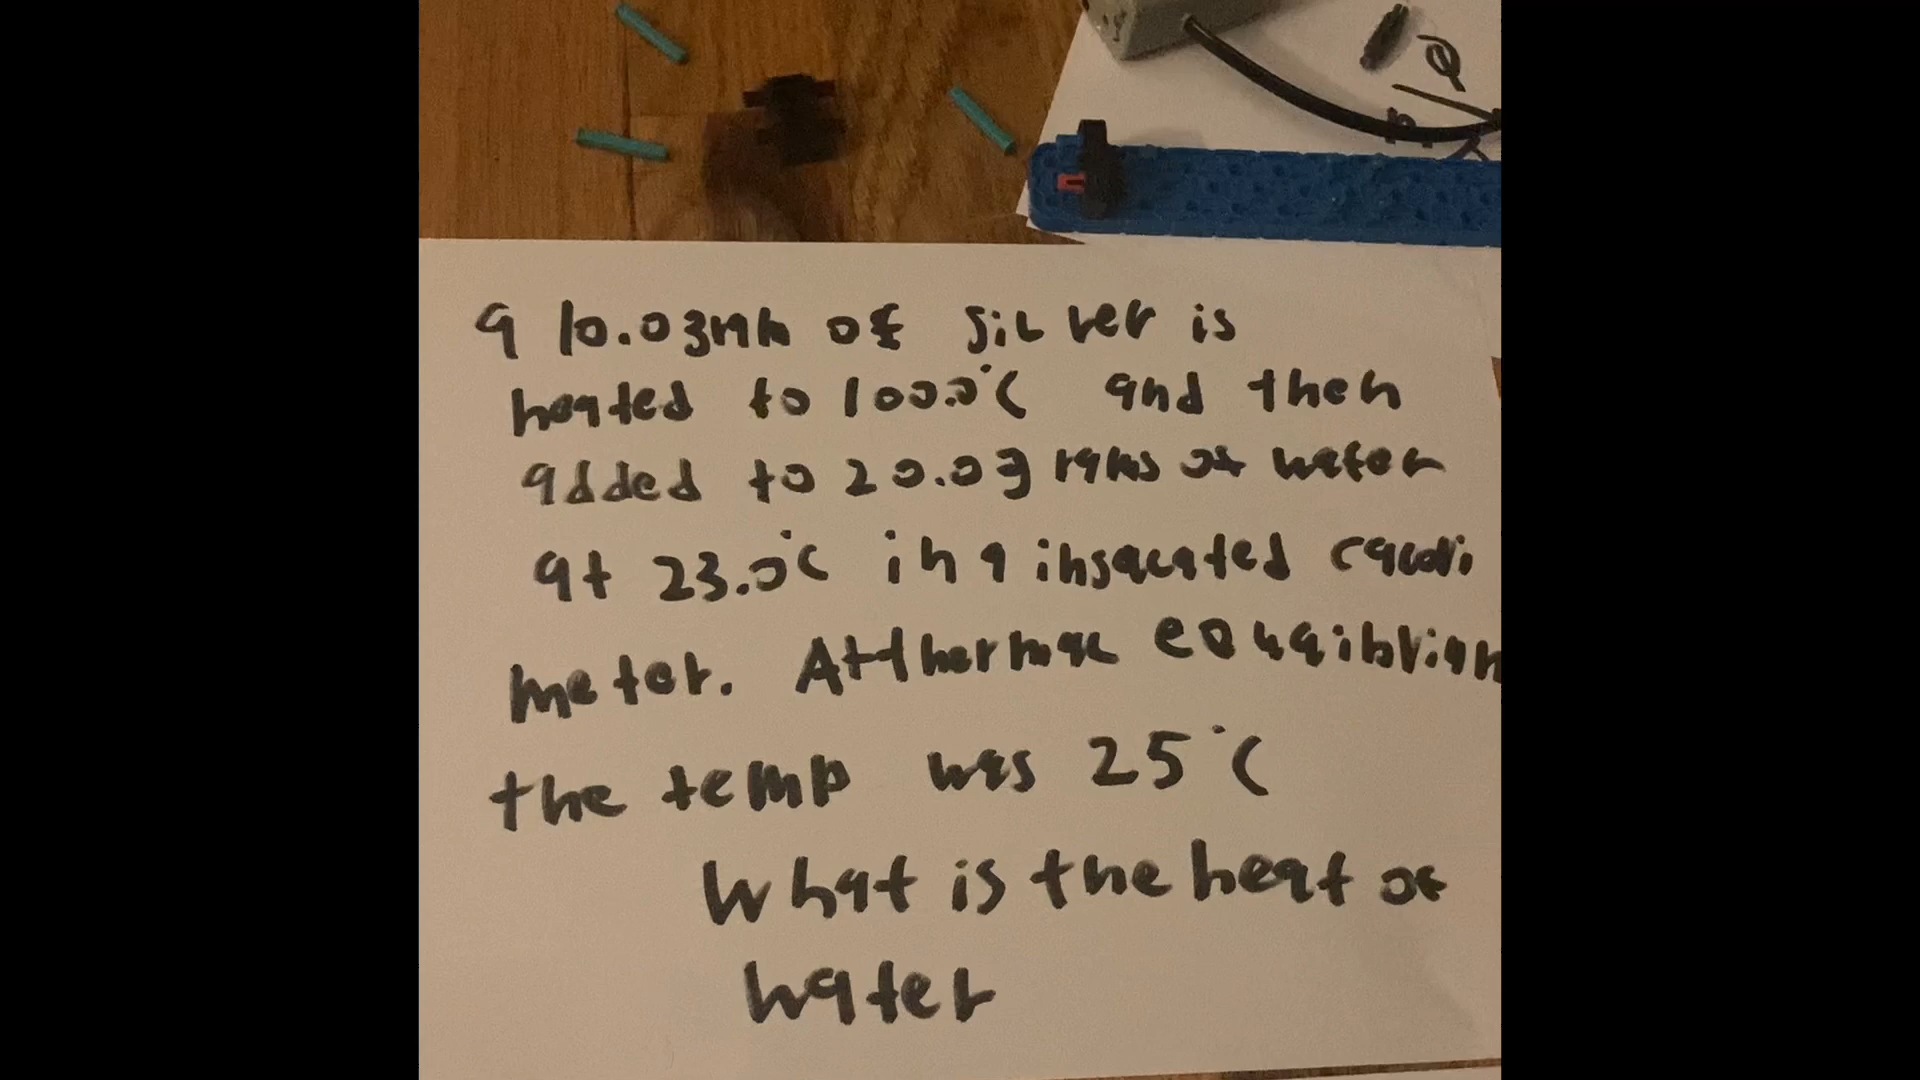 a 10.0gram of silver is
heated to 100.0°C and then
added to 20.0grams of water
at 23.0°C in a insulated calori
meter. At thermal equilibrium
the temp was 25°C
What is the heat of
water